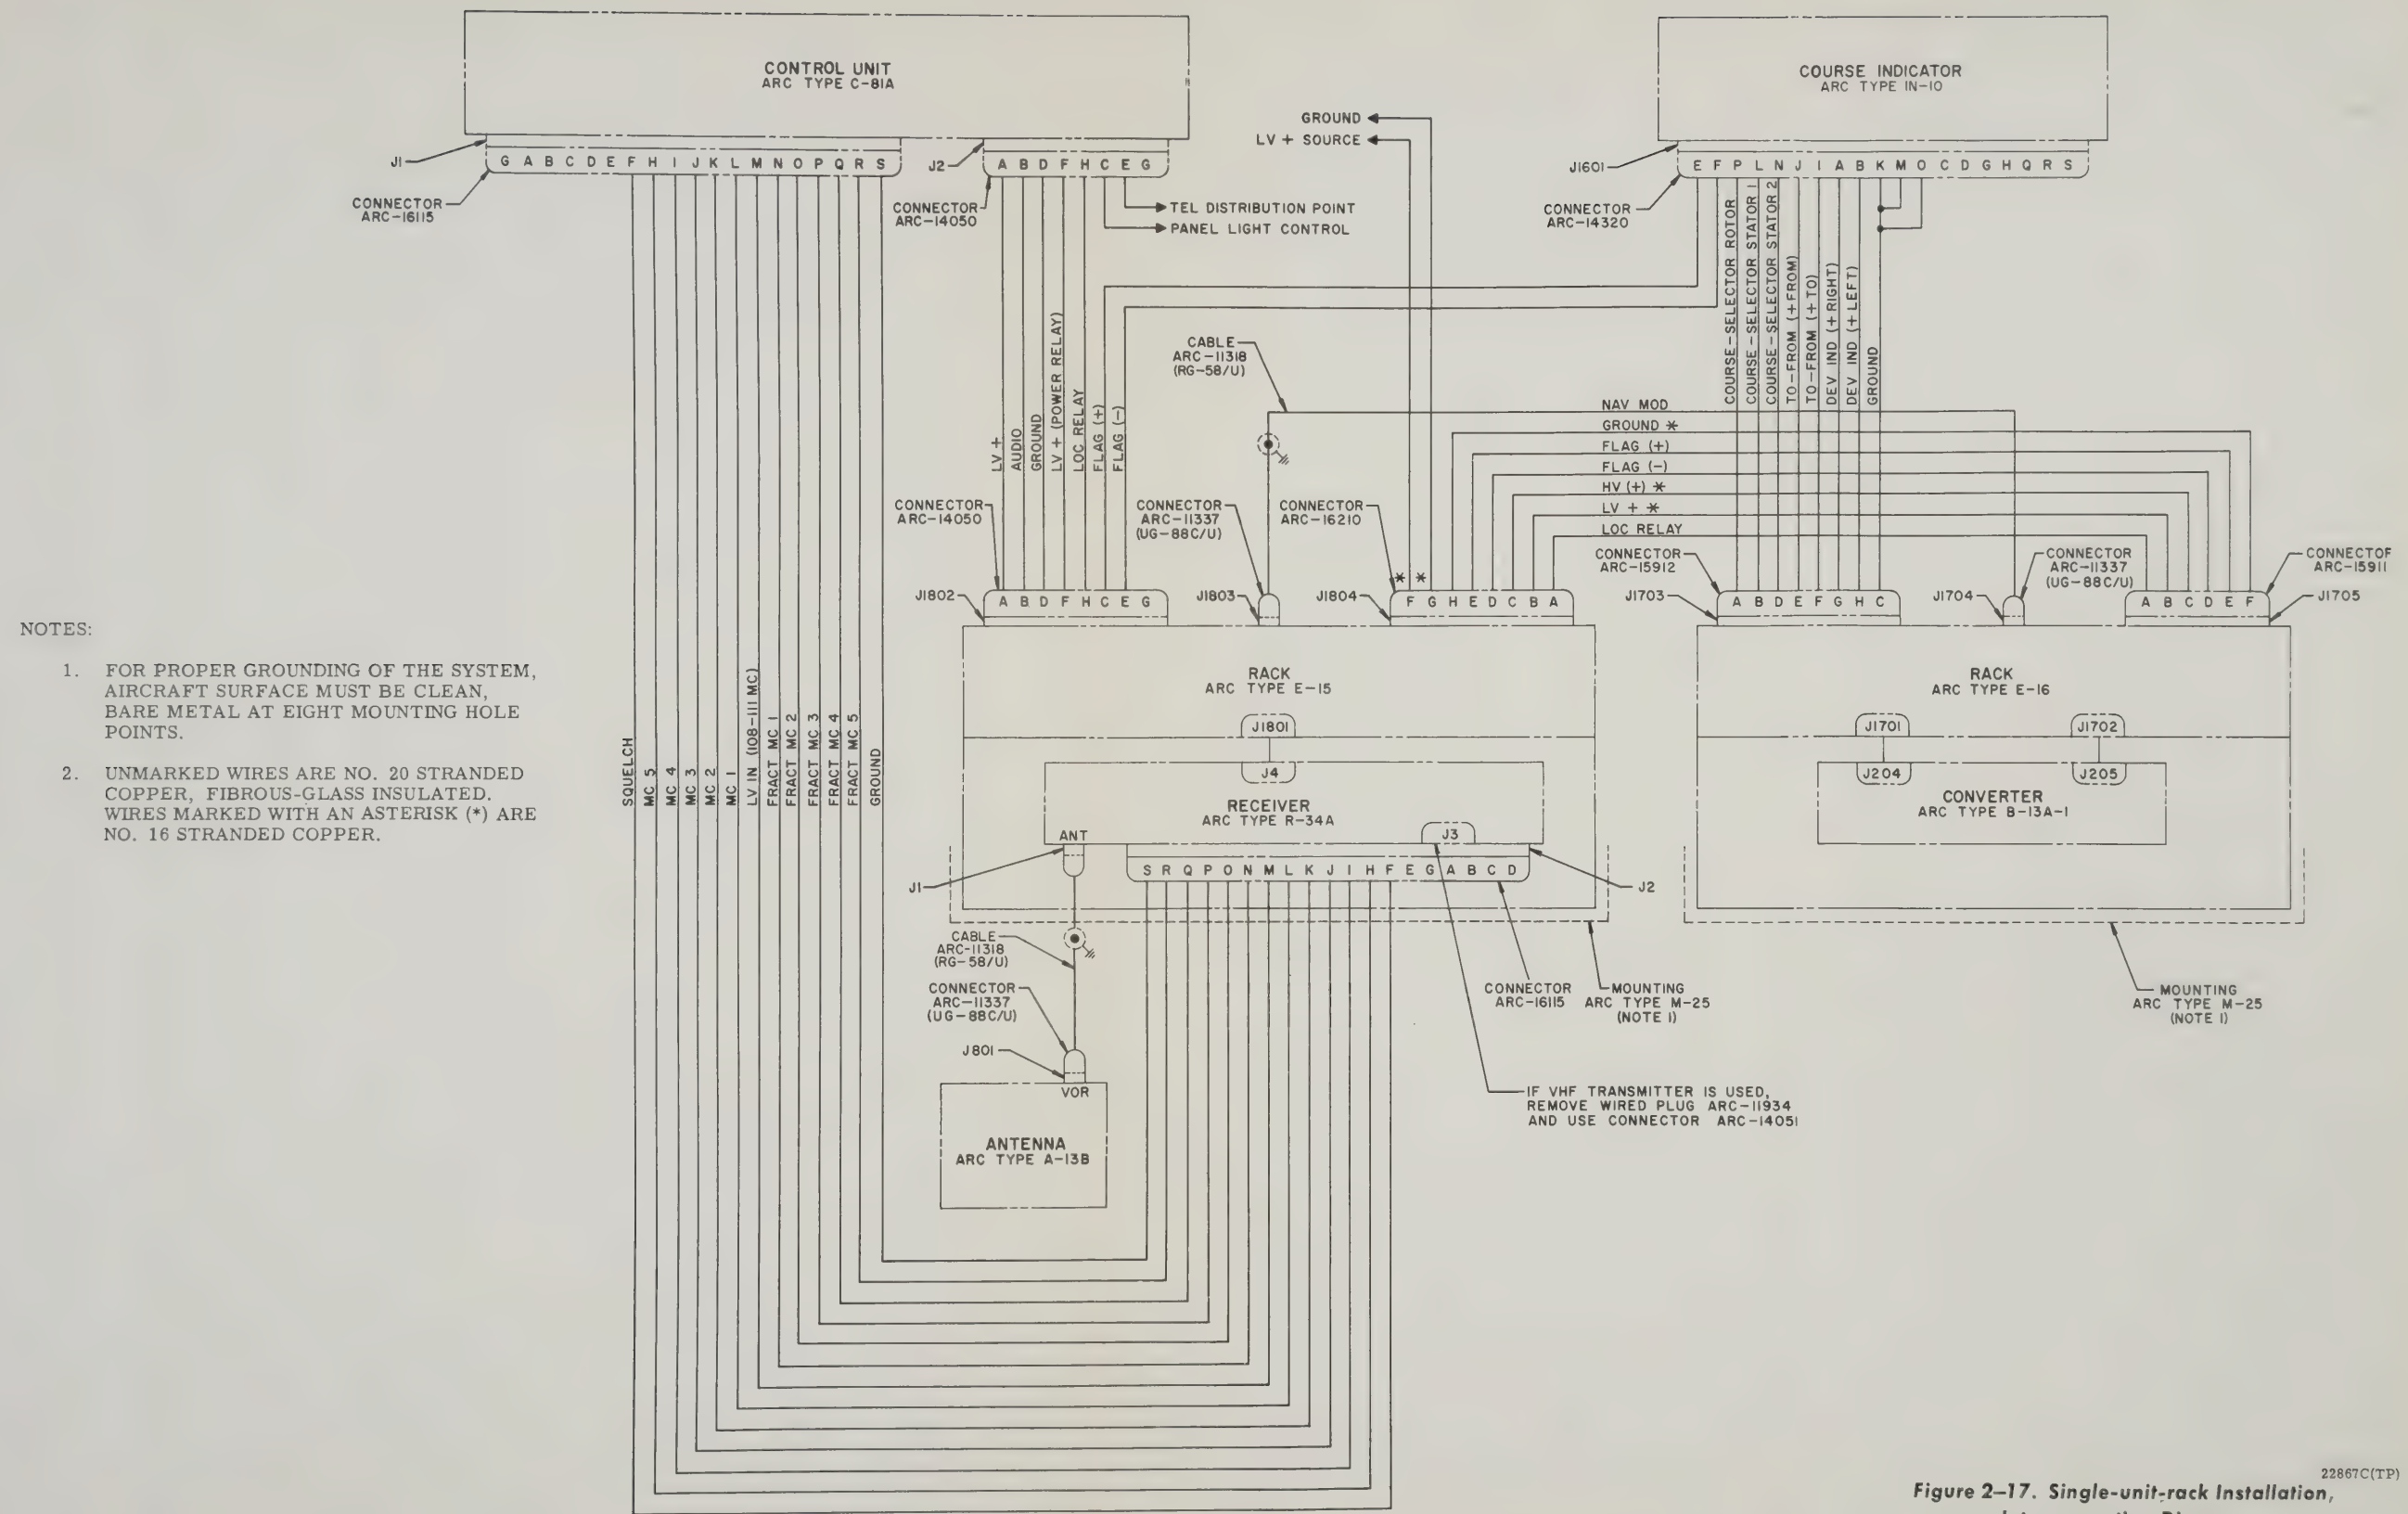 CONTROL UNIT
ARC TYPE C-81A
J1
G A B C D E F H I J K L M N O P Q R S
CONNECTOR
ARC-16115
J2
A B D F H C E G
CONNECTOR
ARC-14050
TEL DISTRIBUTION POINT
PANEL LIGHT CONTROL
GROUND
LV + SOURCE
COURSE INDICATOR
ARC TYPE IN-10
J1601
E F P L N J I A B K M O C D G H Q R S
CONNECTOR
ARC-14320
COURSE-SELECTOR ROTOR
COURSE-SELECTOR STATOR 1
COURSE-SELECTOR STATOR 2
TO-FROM (+FROM)
TO-FROM (+TO)
DEV IND (+RIGHT)
DEV IND (+LEFT)
GROUND
CABLE
ARC-11318
(RG-58/U)
LV +
AUDIO
GROUND
LV + (POWER RELAY)
LOC RELAY
FLAG (+)
FLAG (-)
NAV MOD
GROUND *
FLAG (+)
FLAG (-)
HV (+) *
LV + *
LOC RELAY
CONNECTOR
ARC-14050
CONNECTOR
ARC-11337
(UG-88C/U)
CONNECTOR
ARC-16210
* *
CONNECTOR
ARC-15912
CONNECTOR
ARC-11337
(UG-88C/U)
CONNECTOF
ARC-15911
J1802
A B D F H C E G
J1803
J1804
F G H E D C B A
J1703
A B D E F G H C
J1704
A B C D E F
J1705
RACK
ARC TYPE E-15
J1801
J4
RECEIVER
ARC TYPE R-34A
ANT
J3
J1
S R Q P O N M L K J I H F E G A B C D
J2
RACK
ARC TYPE E-16
J1701
J1702
J204
J205
CONVERTER
ARC TYPE B-13A-1
NOTES:
1. FOR PROPER GROUNDING OF THE SYSTEM,
AIRCRAFT SURFACE MUST BE CLEAN,
BARE METAL AT EIGHT MOUNTING HOLE
POINTS.
2. UNMARKED WIRES ARE NO. 20 STRANDED
COPPER, FIBROUS-GLASS INSULATED.
WIRES MARKED WITH AN ASTERISK (*) ARE
NO. 16 STRANDED COPPER.
SQUELCH
MC 5
MC 4
MC 3
MC 2
MC 1
LV IN (108-111 MC)
FRACT MC 1
FRACT MC 2
FRACT MC 3
FRACT MC 4
FRACT MC 5
GROUND
CABLE
ARC-11318
(RG-58/U)
CONNECTOR
ARC-11337
(UG-88C/U)
J801
VOR
ANTENNA
ARC TYPE A-13B
CONNECTOR
ARC-16115
MOUNTING
ARC TYPE M-25
(NOTE 1)
MOUNTING
ARC TYPE M-25
(NOTE 1)
IF VHF TRANSMITTER IS USED,
REMOVE WIRED PLUG ARC-11934
AND USE CONNECTOR ARC-14051
22867C(TP)
Figure 2-17. Single-unit-rack Installation,